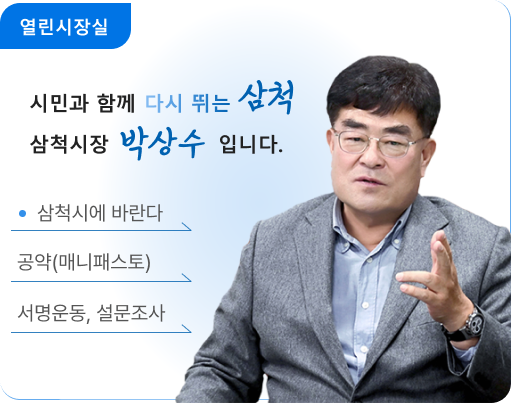 열린시장실
시민과 함께 다시 뛰는 삼척
삼척시장 박상수 입니다.
삼척시에 바란다
공약(매니패스토)
서명운동, 설문조사